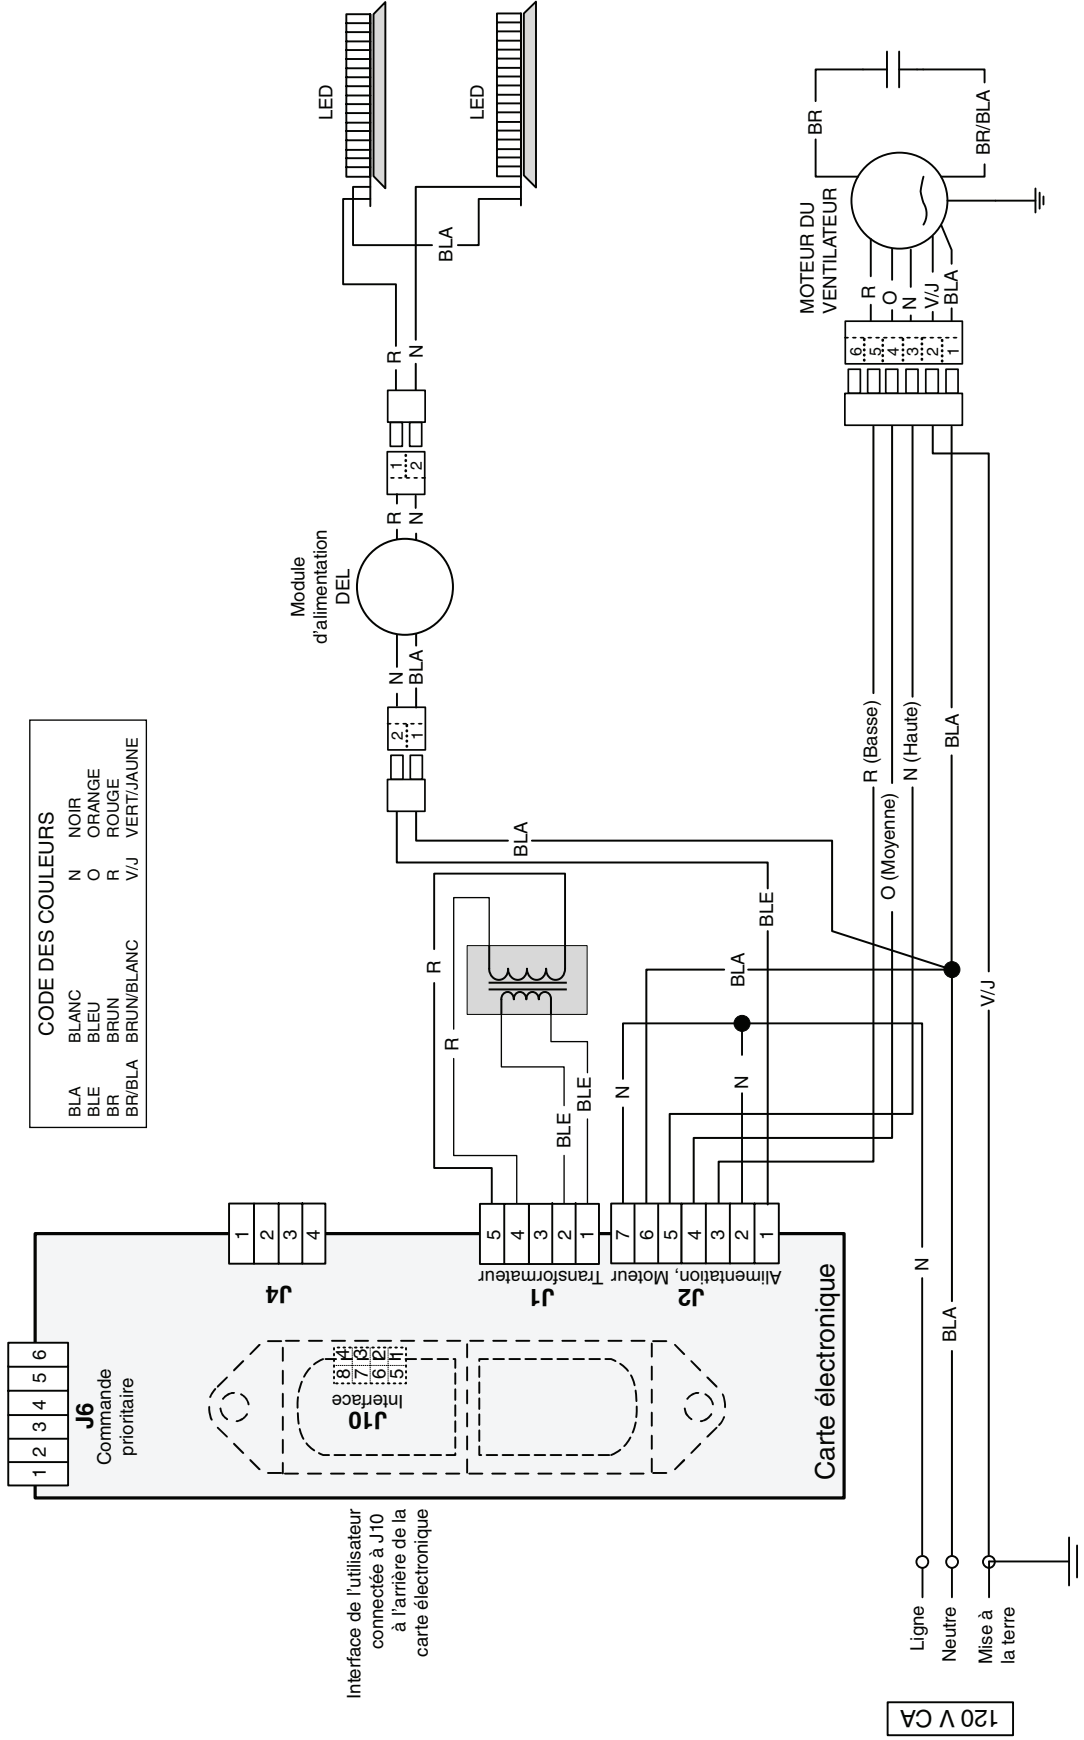 CODE DES COULEURS
BLA BLANC N NOIR
BLE BLEU O ORANGE
BR BRUN R ROUGE
BR/BLA BRUN/BLANC V/J VERT/JAUNE
LED
LED
BLA
R
N
1
2
R
N
Module
d'alimentation
DEL
N
BLA
2
1
BLA
BLE
R
R
BLE
BLE
BR
BR/BLA
MOTEUR DU
VENTILATEUR
R
O
N
V/J
BLA
6
5
4
3
2
1
R (Basse)
O (Moyenne)
N (Haute)
BLA
V/J
BLA
N
N
N
BLA
1 2 3 4 5 6
J6
Commande
prioritaire
1
2
3
4
J4
5
4
3
2
1
J1
Transformateur
7
6
5
4
3
2
1
J2
Alimentation, Moteur
8 4
7 3
6 2
5 1
Interface
J10
Carte électronique
Interface de l'utilisateur
connectée à J10
à l'arrière de la
carte électronique
Ligne
Neutre
Mise à
la terre
120 V CA